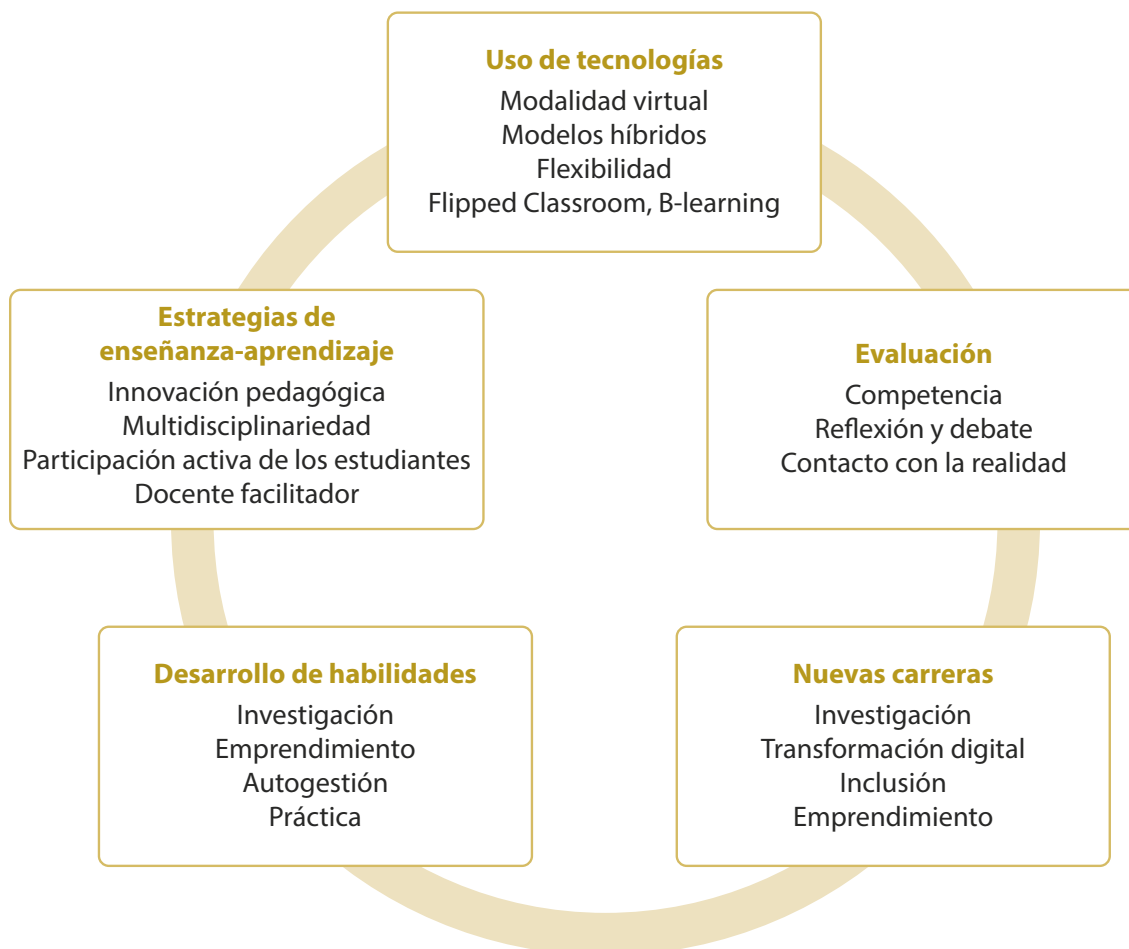 Uso de tecnologías
Modalidad virtual
Modelos híbridos
Flexibilidad
Flipped Classroom, B-learning
Estrategias de
enseñanza-aprendizaje
Innovación pedagógica
Multidisciplinariedad
Participación activa de los estudiantes
Docente facilitador
Evaluación
Competencia
Reflexión y debate
Contacto con la realidad
Desarrollo de habilidades
Investigación
Emprendimiento
Autogestión
Práctica
Nuevas carreras
Investigación
Transformación digital
Inclusión
Emprendimiento